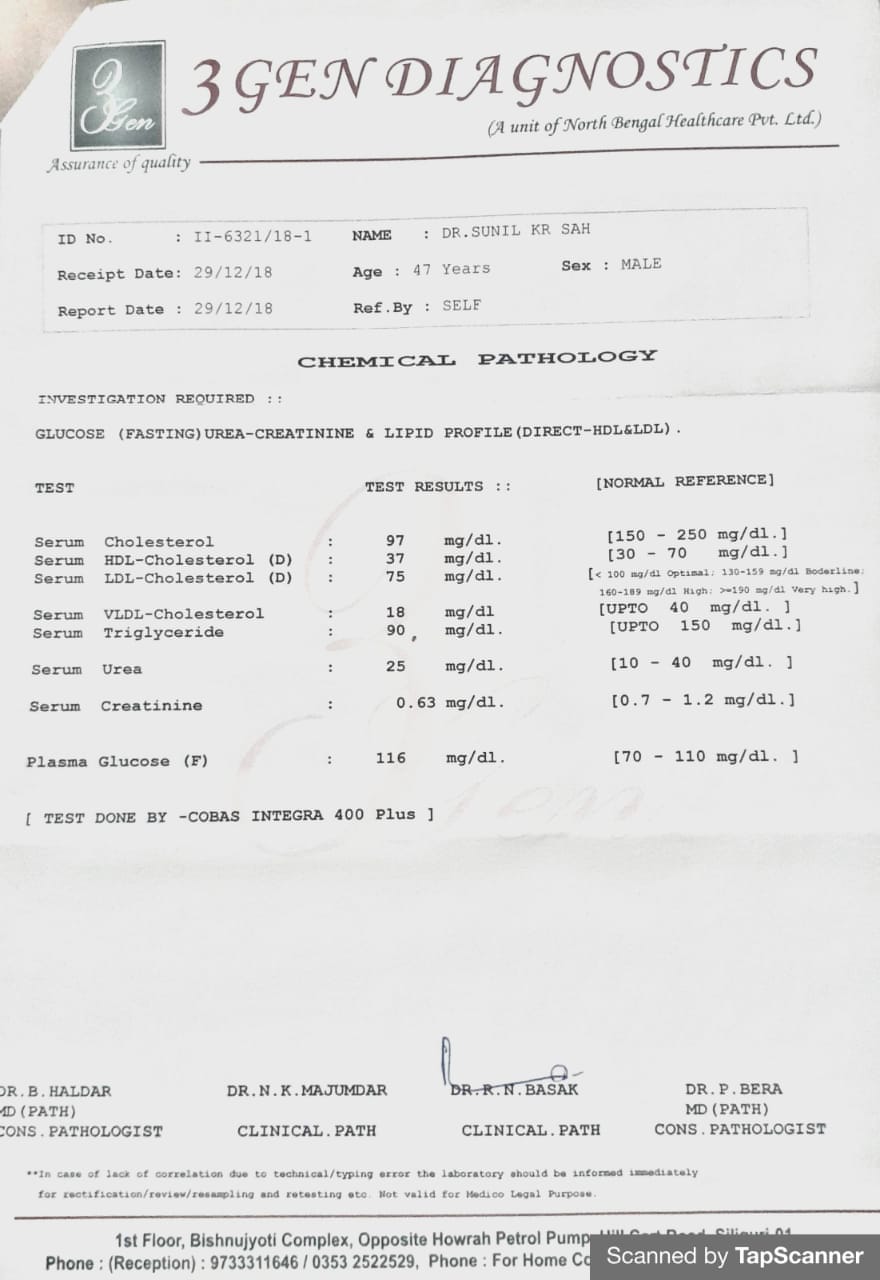 3 Gen
3 GEN DIAGNOSTICS
(A unit of North Bengal Healthcare Pvt. Ltd.)
Assurance of quality
ID No. : II-6321/18-1 NAME : DR.SUNIL KR SAH
Receipt Date: 29/12/18 Age : 47 Years Sex : MALE
Report Date : 29/12/18 Ref.By : SELF
CHEMICAL PATHOLOGY
INVESTIGATION REQUIRED ::
GLUCOSE (FASTING)UREA-CREATININE & LIPID PROFILE(DIRECT-HDL&LDL).
TEST TEST RESULTS :: [NORMAL REFERENCE]
Serum Cholesterol : 97 mg/dl. [150 - 250 mg/dl.]
Serum HDL-Cholesterol (D) : 37 mg/dl. [30 - 70 mg/dl.]
Serum LDL-Cholesterol (D) : 75 mg/dl. [< 100 mg/dl Optimal; 130-159 mg/dl Boderline;
160-189 mg/dl High; >=190 mg/dl Very high.]
Serum VLDL-Cholesterol : 18 mg/dl [UPTO 40 mg/dl. ]
Serum Triglyceride : 90 mg/dl. [UPTO 150 mg/dl.]
Serum Urea : 25 mg/dl. [10 - 40 mg/dl. ]
Serum Creatinine : 0.63 mg/dl. [0.7 - 1.2 mg/dl.]
Plasma Glucose (F) : 116 mg/dl. [70 - 110 mg/dl. ]
[ TEST DONE BY -COBAS INTEGRA 400 Plus ]
DR.B.HALDAR DR.N.K.MAJUMDAR DR.R.N.BASAK DR.P.BERA
MD(PATH) MD(PATH)
CONS.PATHOLOGIST CLINICAL.PATH CLINICAL.PATH CONS.PATHOLOGIST
**In case of lack of correlation due to technical/typing error the laboratory should be informed immediately
for rectification/review/resampling and retesting etc. Not valid for Medico Legal Purpose.
1st Floor, Bishnujyoti Complex, Opposite Howrah Petrol Pump,
Phone : (Reception) : 9733311646 / 0353 2522529, Phone : For Home
Scanned by TapScanner